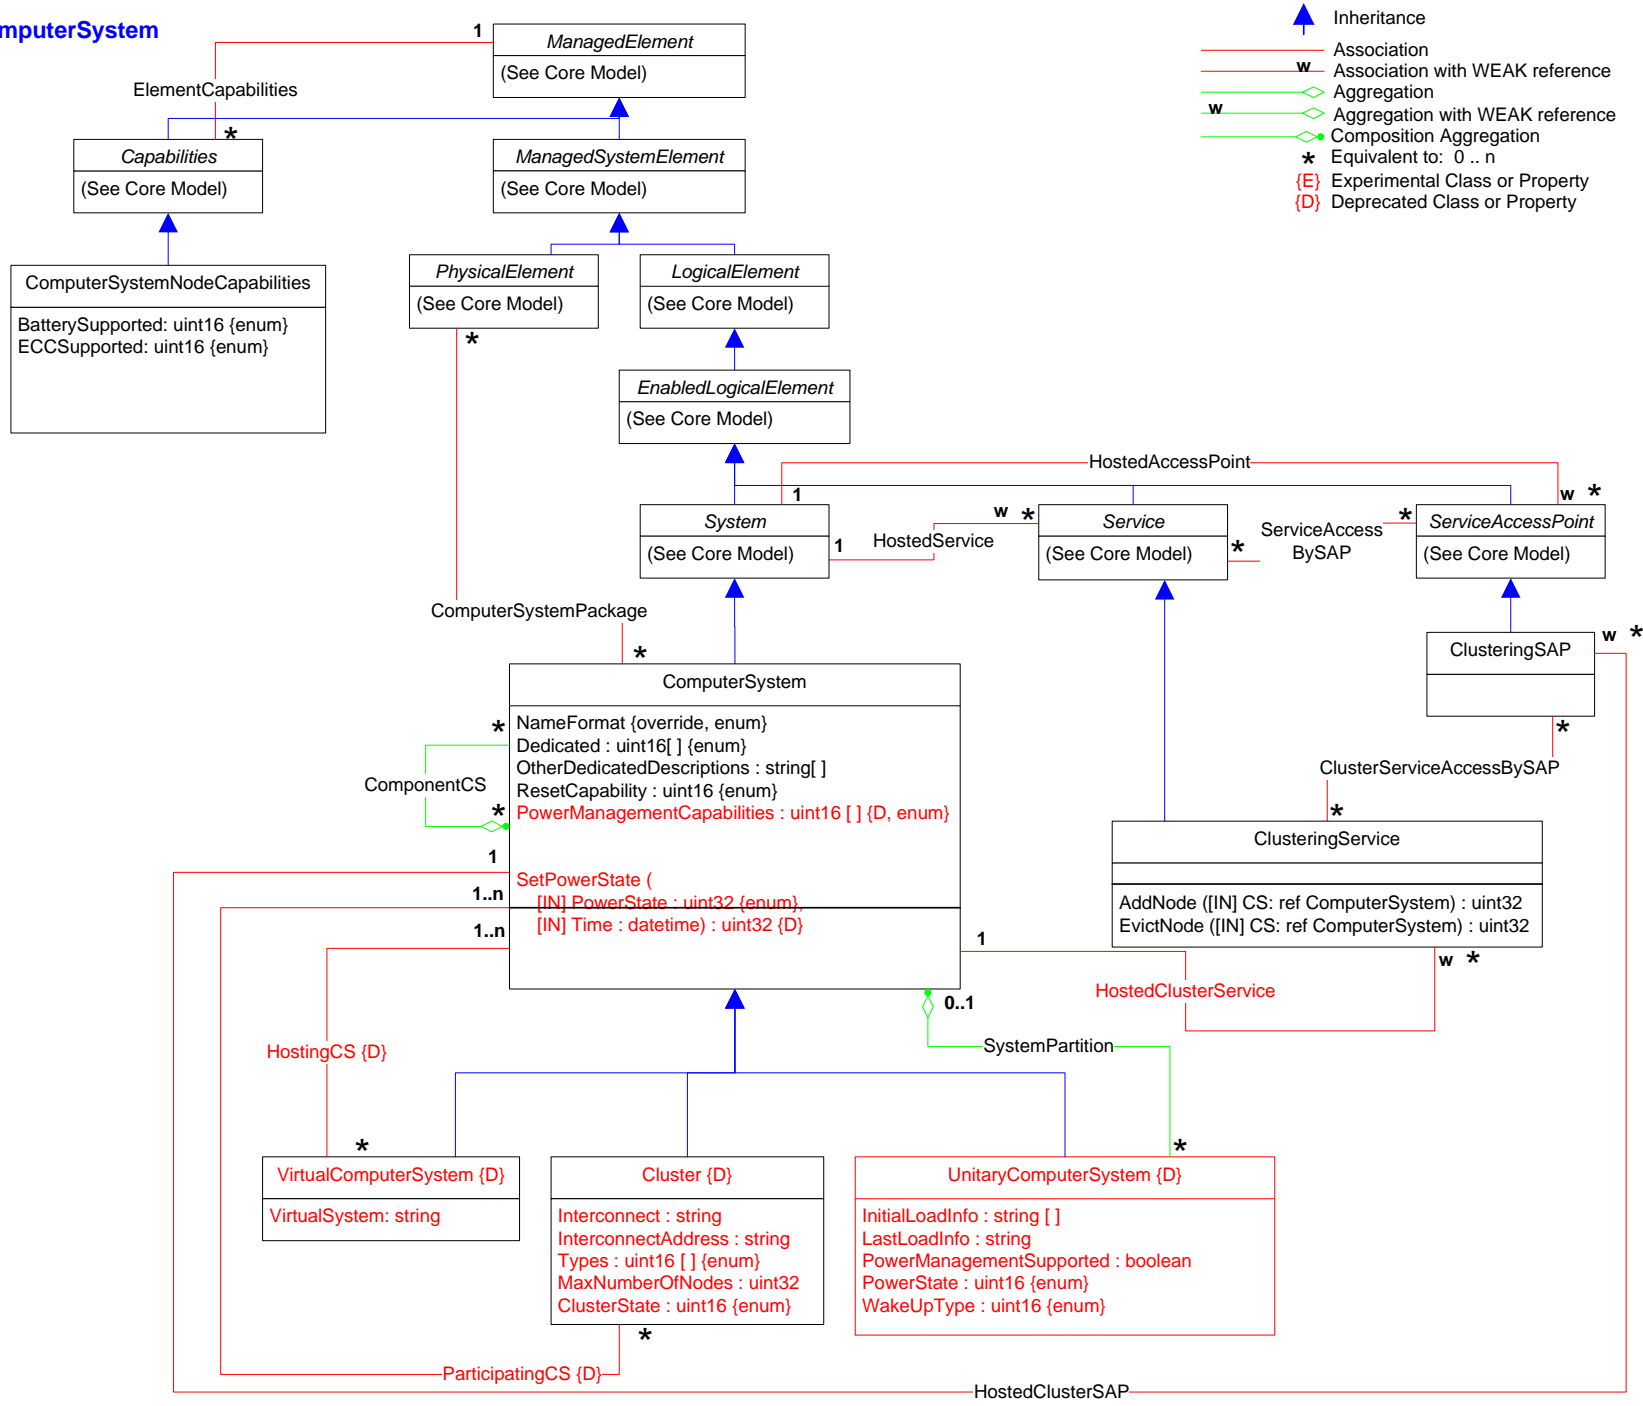 mputerSystem
Inheritance
Association
w
Association with WEAK reference
Aggregation
w
Aggregation with WEAK reference
Composition Aggregation
* Equivalent to: 0 .. n
{E} Experimental Class or Property
{D} Deprecated Class or Property
1
ManagedElement
(See Core Model)
ElementCapabilities
*
Capabilities
(See Core Model)
ManagedSystemElement
(See Core Model)
ComputerSystemNodeCapabilities
BatterySupported: uint16 {enum}
ECCSupported: uint16 {enum}
PhysicalElement
(See Core Model)
*
LogicalElement
(See Core Model)
EnabledLogicalElement
(See Core Model)
HostedAccessPoint
1
w *
System
(See Core Model)
1
HostedService
w *
Service
(See Core Model)
*
ServiceAccess
BySAP
*
ServiceAccessPoint
(See Core Model)
ComputerSystemPackage
*
ClusteringSAP
w *
*
ComputerSystem
NameFormat {override, enum}
Dedicated : uint16[ ] {enum}
OtherDedicatedDescriptions : string[ ]
ResetCapability : uint16 {enum}
PowerManagementCapabilities : uint16 [ ] {D, enum}
SetPowerState (
[IN] PowerState : uint32 {enum},
[IN] Time : datetime) : uint32 {D}
*
ComponentCS
*
1
1..n
1..n
ClusterServiceAccessBySAP
*
ClusteringService
AddNode ([IN] CS: ref ComputerSystem) : uint32
EvictNode ([IN] CS: ref ComputerSystem) : uint32
1
w *
HostedClusterService
0..1
SystemPartition
HostingCS {D}
*
*
VirtualComputerSystem {D}
VirtualSystem: string
Cluster {D}
Interconnect : string
InterconnectAddress : string
Types : uint16 [ ] {enum}
MaxNumberOfNodes : uint32
ClusterState : uint16 {enum}
*
UnitaryComputerSystem {D}
InitialLoadInfo : string [ ]
LastLoadInfo : string
PowerManagementSupported : boolean
PowerState : uint16 {enum}
WakeUpType : uint16 {enum}
ParticipatingCS {D}
HostedClusterSAP